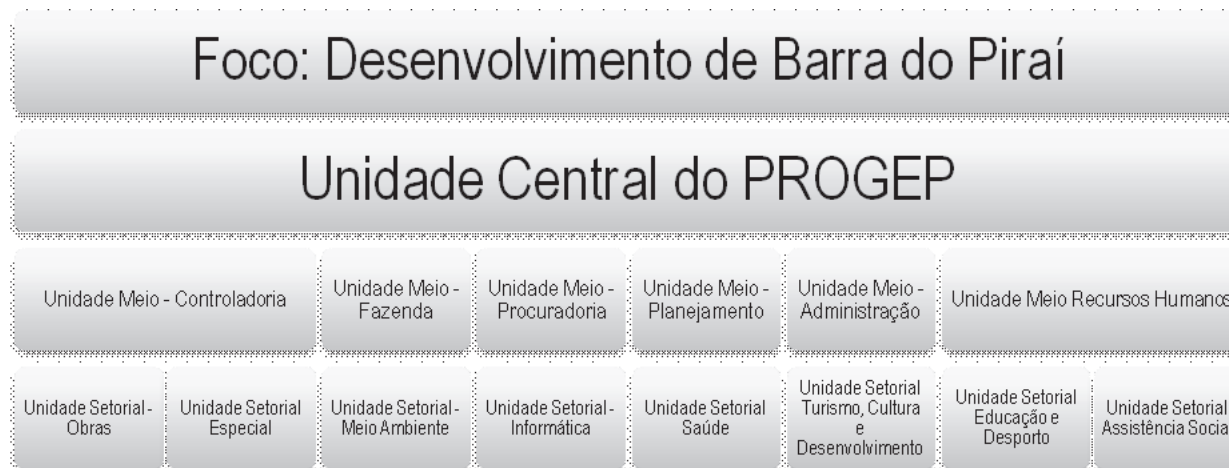 Foco: Desenvolvimento de Barra do Piraí
Unidade Central do PROGEP
Unidade Meio - Controladoria
Unidade Meio -
Fazenda
Unidade Meio -
Procuradoria
Unidade Meio -
Planejamento
Unidade Meio -
Administração
Unidade Meio Recursos Humanos
Unidade Setorial-
Obras
Unidade Setorial
Especial
Unidade Setorial-
Meio Ambiente
Unidade Setorial-
Informática
Unidade Setorial
Saúde
Unidade Setorial
Turismo, Cultura
e
Desenvolvimento
Unidade Setorial
Educação e
Desporto
Unidade Setorial
Assistência Social